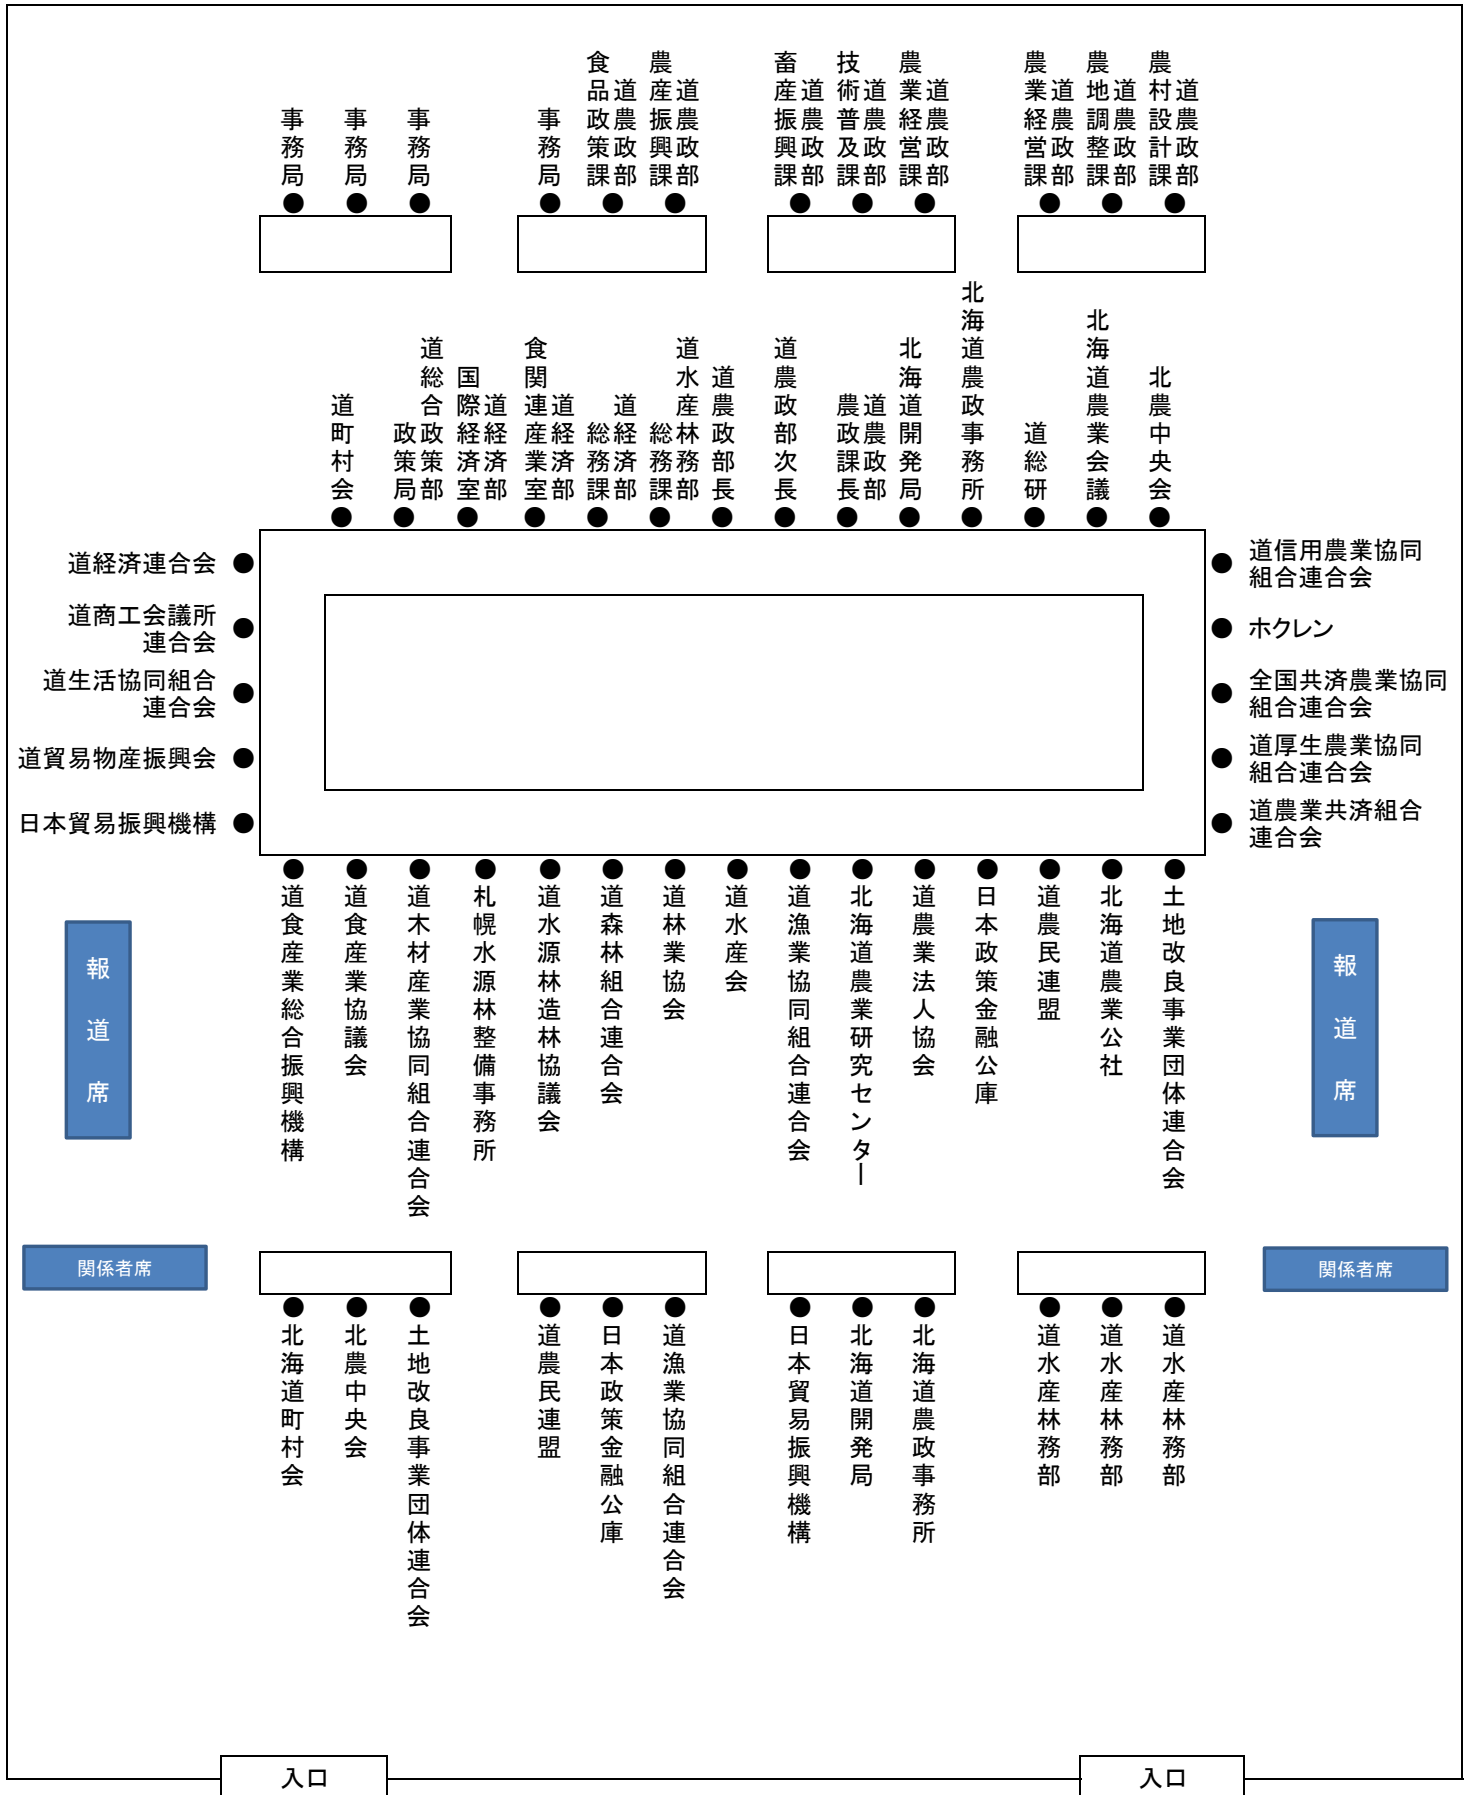 事務局
事務局
事務局
事務局
道農政部
食品政策課
道農政部
農産振興課
道農政部
畜産振興課
道農政部
技術普及課
道農政部
農業経営課
道農政部
農業経営課
道農政部
農地調整課
道農政部
農村設計課
道町村会
道総合政策部
政策局
道経済部
国際経済室
道経済部
食関連産業室
道経済部
総務課
道水産林務部
総務課
道農政部長
道農政部次長
道農政部
農政課長
北海道開発局
北海道農政事務所
道総研
北海道農業会議
北農中央会
道経済連合会
道商工会議所
連合会
道生活協同組合
連合会
道貿易物産振興会
日本貿易振興機構
道信用農業協同
組合連合会
ホクレン
全国共済農業協同
組合連合会
道厚生農業協同
組合連合会
道農業共済組合
連合会
道食産業総合振興機構
道食産業協議会
道木材産業協同組合連合会
札幌水源林整備事務所
道水源林造林協議会
道森林組合連合会
道林業協会
道水産会
道漁業協同組合連合会
北海道農業研究センター
道農業法人協会
日本政策金融公庫
道農民連盟
北海道農業公社
土地改良事業団体連合会
報道席
報道席
関係者席
関係者席
北海道町村会
北農中央会
土地改良事業団体連合会
道農民連盟
日本政策金融公庫
道漁業協同組合連合会
日本貿易振興機構
北海道開発局
北海道農政事務所
道水産林務部
道水産林務部
道水産林務部
入口
入口